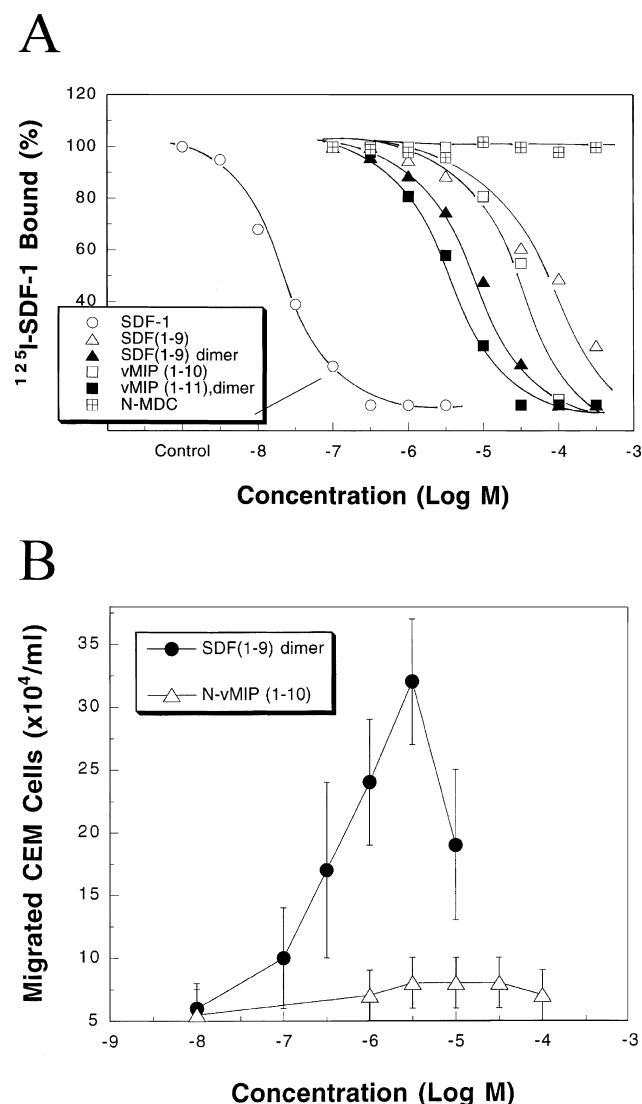 A
120
100
80
60
40
¹²⁵I-SDF-1 Bound (%)
SDF-1
SDF(1-9)
SDF(1-9) dimer
vMIP (1-10)
vMIP (1-11),dimer
N-MDC
Control -8 -7 -6 -5 -4 -3
Concentration (Log M)
B
35
30
25
20
15
10
5
Migrated CEM Cells (x10⁴/ml)
SDF(1-9) dimer
N-vMIP (1-10)
-9 -8 -7 -6 -5 -4 -3
Concentration (Log M)